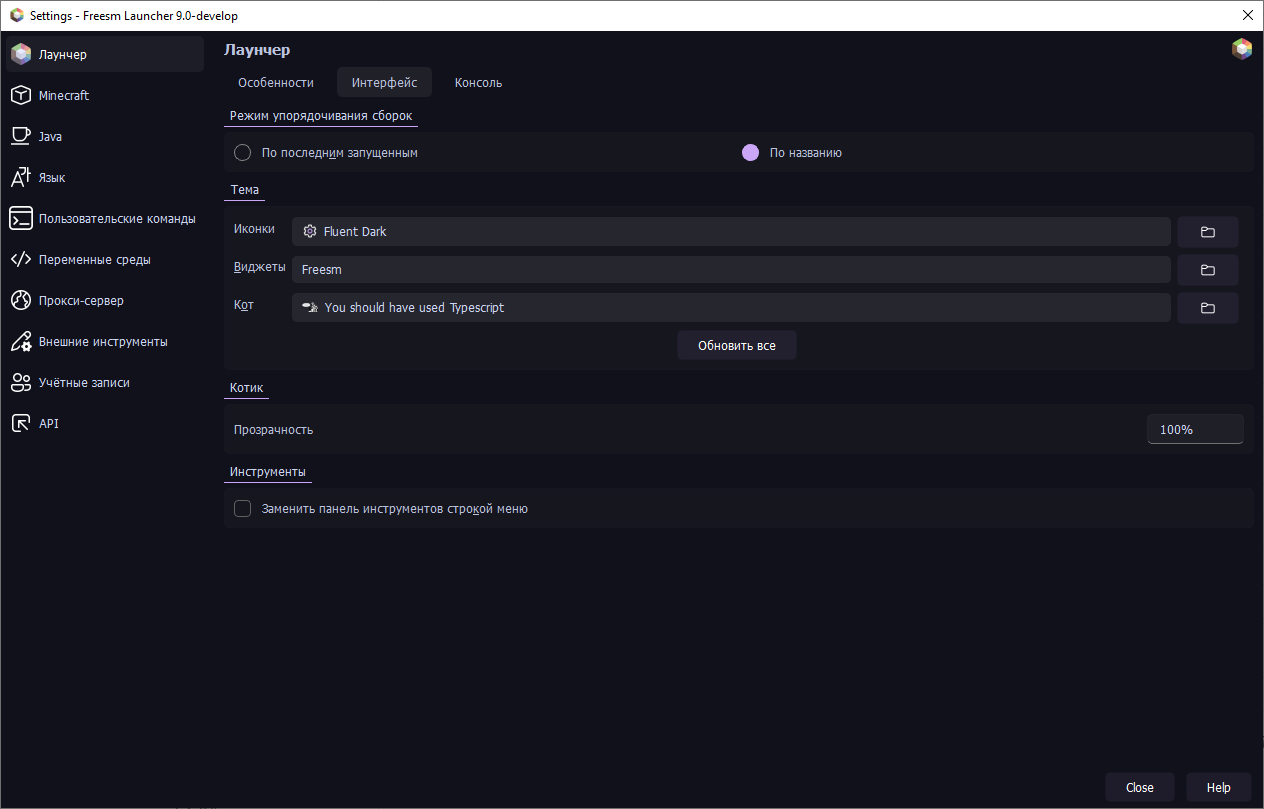 Settings - Freesm Launcher 9.0-develop
Лаунчер
Minecraft
Java
Язык
Пользовательские команды
Переменные среды
Прокси-сервер
Внешние инструменты
Учётные записи
API
Лаунчер
Особенности Интерфейс Консоль
Режим упорядочивания сборок
По последним запущенным По названию
Тема
Иконки Fluent Dark
Виджеты Freesm
Кот You should have used Typescript
Обновить все
Котик
Прозрачность 100%
Инструменты
Заменить панель инструментов строкой меню
Close Help